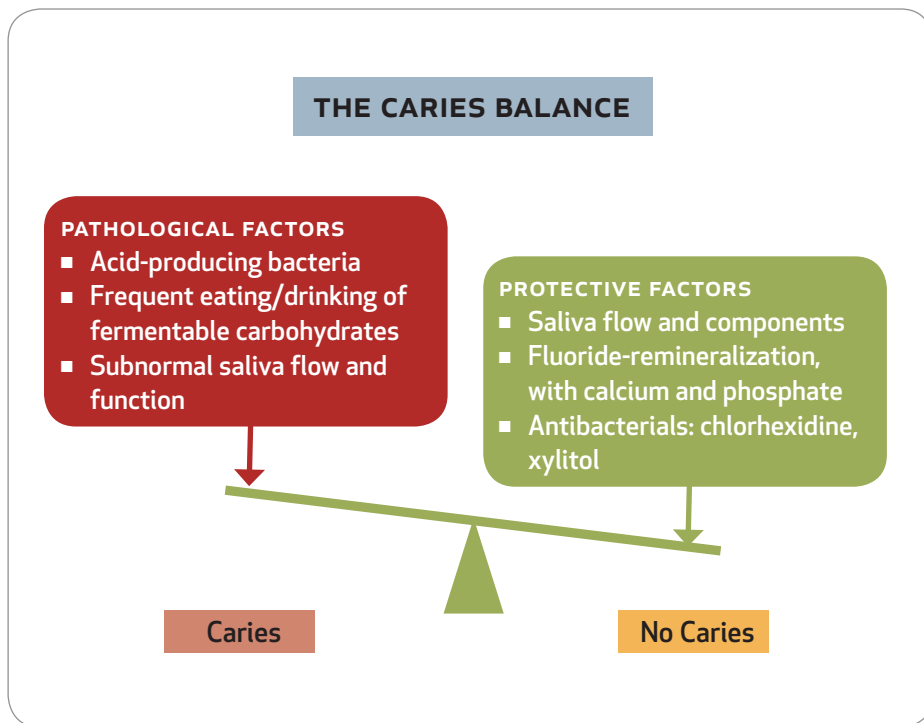 THE CARIES BALANCE
PATHOLOGICAL FACTORS
■ Acid-producing bacteria
■ Frequent eating/drinking of
fermentable carbohydrates
■ Subnormal saliva flow and
function
PROTECTIVE FACTORS
■ Saliva flow and components
■ Fluoride-remineralization,
with calcium and phosphate
■ Antibacterials: chlorhexidine,
xylitol
Caries
No Caries